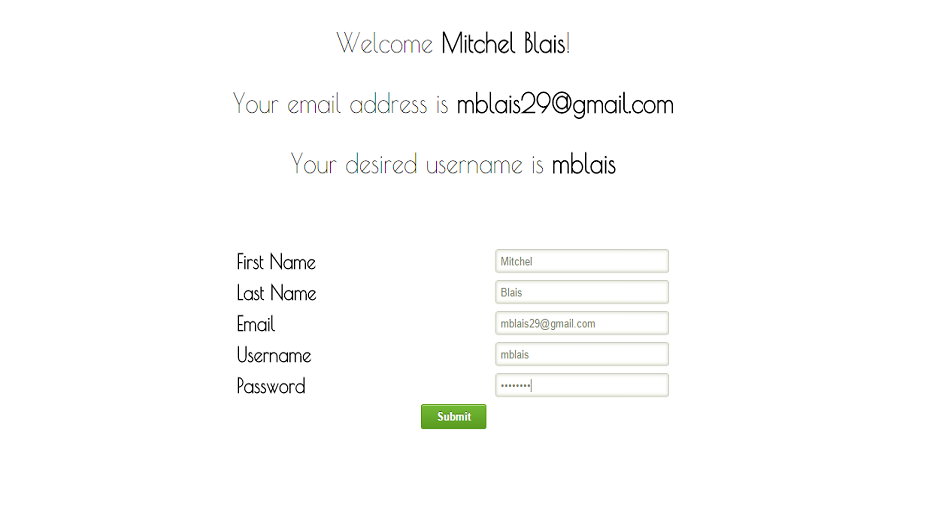 Welcome Mitchel Blais!
Your email address is mblais29@gmail.com
Your desired username is mblais
First Name Mitchel
Last Name Blais
Email mblais29@gmail.com
Username mblais
Password ••••••••
Submit